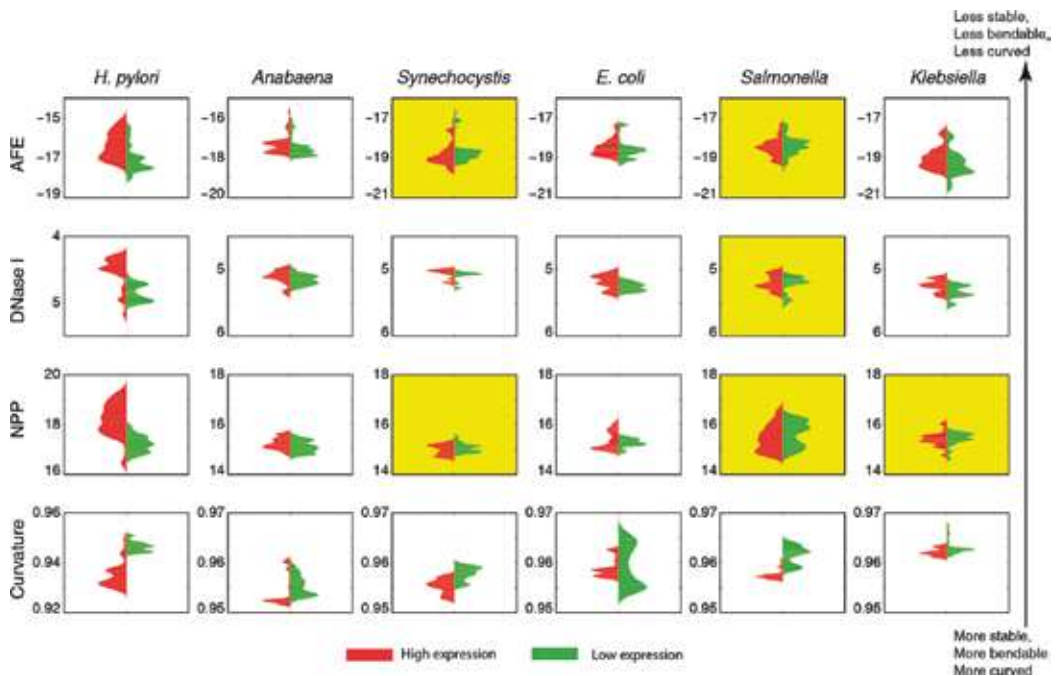 Less stable,
Less bendable,
Less curved
H. pylori Anabaena Synechocystis E. coli Salmonella Klebsiella
AFE
-15 -17 -19
-16 -18 -20
-17 -19 -21
-17 -19 -21
-17 -19 -21
-17 -19 -21
DNase I
4 5
5 6
5 6
5 6
5 6
5 6
NPP
20 18 16
18 16 14
18 16 14
18 16 14
18 16 14
18 16 14
Curvature
0.96 0.94 0.92
0.97 0.96 0.95
0.97 0.96 0.95
0.97 0.96 0.95
0.97 0.96 0.95
0.97 0.96 0.95
High expression Low expression
More stable,
More bendable
More curved